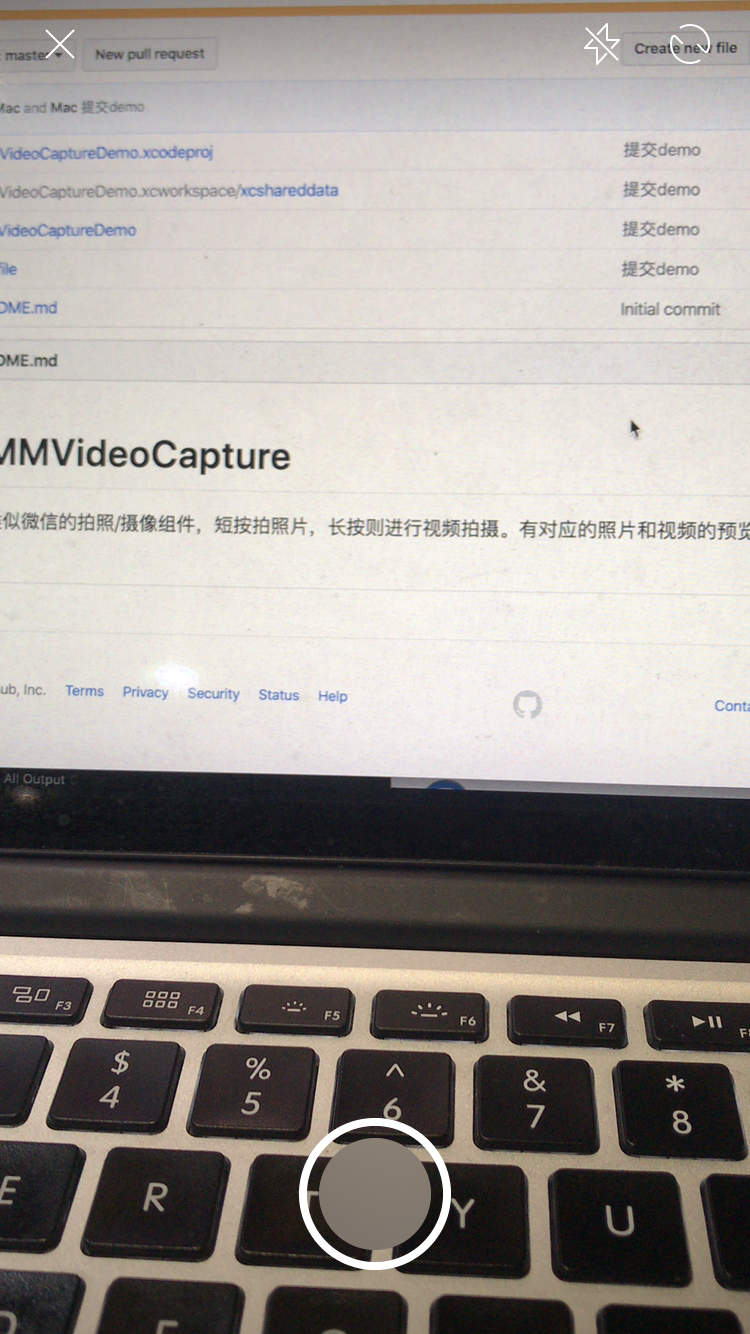 master New pull request Create new file
Mac and Mac 提交demo
VideoCaptureDemo.xcodeproj 提交demo
VideoCaptureDemo.xcworkspace/xcshareddata 提交demo
VideoCaptureDemo 提交demo
file 提交demo
OME.md Initial commit
OME.md
MMVideoCapture
似微信的拍照/摄像组件，短按拍照片，长按则进行视频拍摄。有对应的照片和视频的预览
ub, Inc. Terms Privacy Security Status Help Conta
All Output
F3 F4 F5 F6 F7 F8
$ % ^ & *
4 5 6 7 8
E R Y U